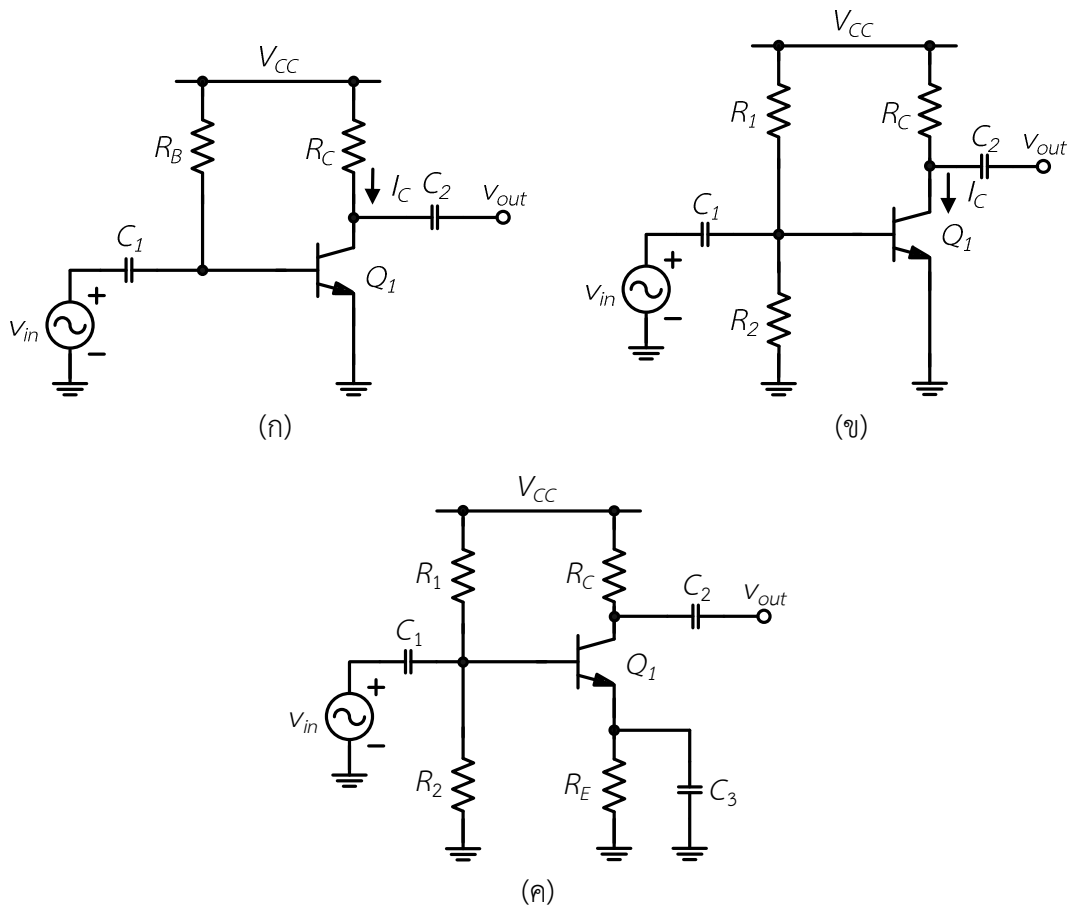 V_CC
R_B
R_C
I_C
C_2
v_out
C_1
Q_1
v_in
+
−
(ก)
V_CC
R_1
R_C
C_2
v_out
I_C
C_1
Q_1
v_in
+
−
R_2
(ข)
V_CC
R_1
R_C
C_2
v_out
C_1
Q_1
v_in
+
−
R_2
R_E
C_3
(ค)